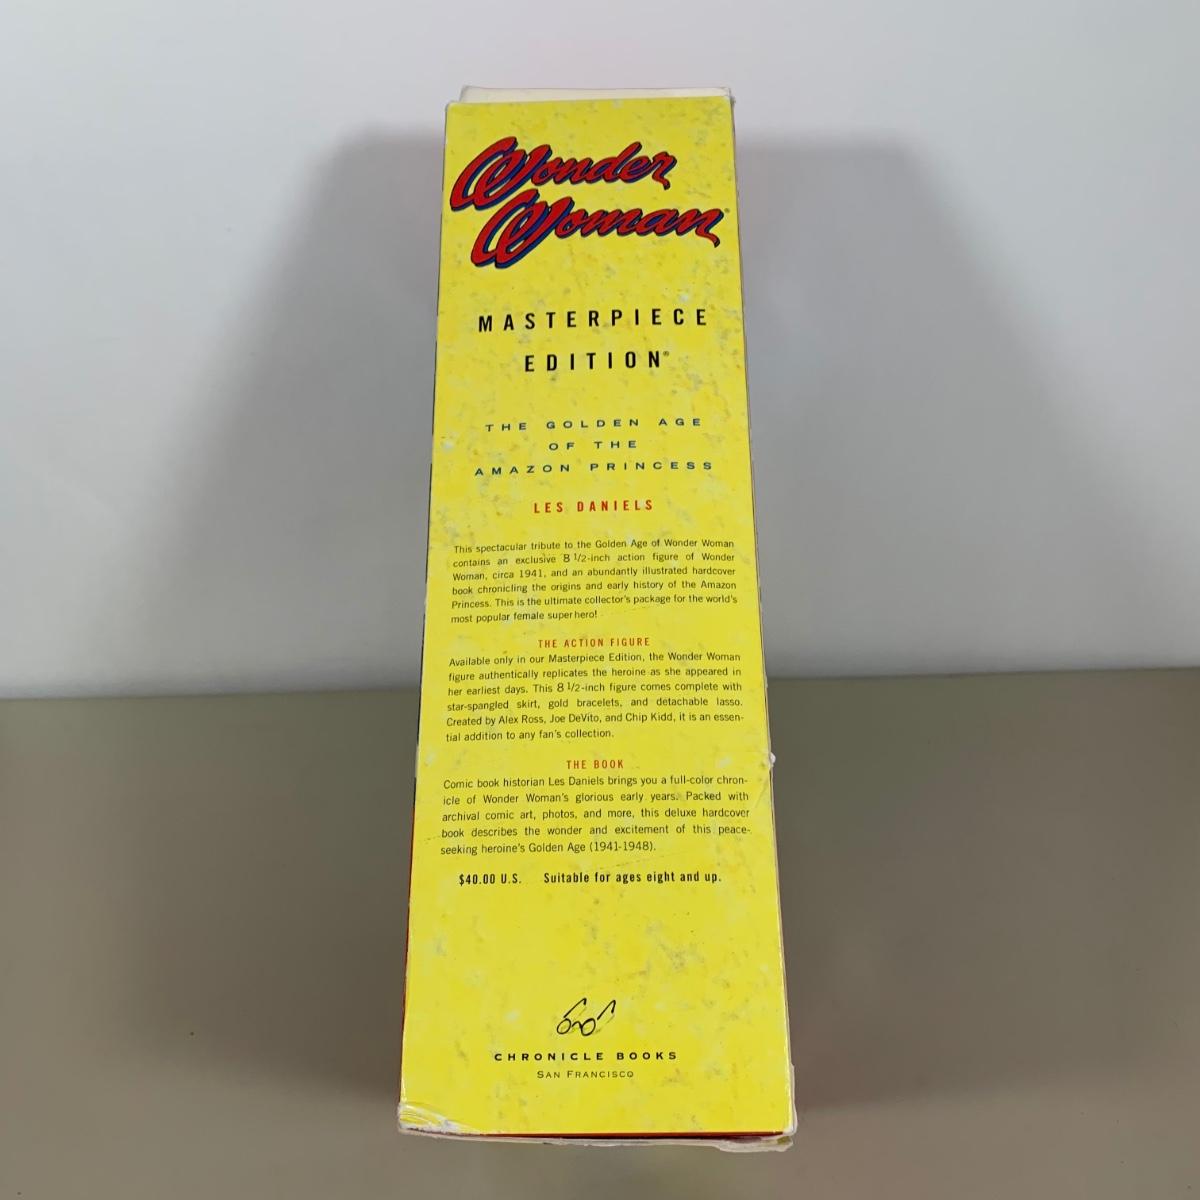 Wonder
Woman®
MASTERPIECE
EDITION®
THE GOLDEN AGE
OF THE
AMAZON PRINCESS
LES DANIELS
This spectacular tribute to the Golden Age of Wonder Woman
contains an exclusive 8 1/2-inch action figure of Wonder
Woman, circa 1941, and an abundantly illustrated hardcover
book chronicling the origins and early history of the Amazon
Princess. This is the ultimate collector's package for the world's
most popular female super hero!
THE ACTION FIGURE
Available only in our Masterpiece Edition, the Wonder Woman
figure authentically replicates the heroine as she appeared in
her earliest days. This 8 1/2-inch figure comes complete with
star-spangled skirt, gold bracelets, and detachable lasso.
Created by Alex Ross, Joe DeVito, and Chip Kidd, it is an essen-
tial addition to any fan's collection.
THE BOOK
Comic book historian Les Daniels brings you a full-color chron-
icle of Wonder Woman's glorious early years. Packed with
archival comic art, photos, and more, this deluxe hardcover
book describes the wonder and excitement of this peace-
seeking heroine's Golden Age (1941-1948).
$40.00 U.S. Suitable for ages eight and up.
CHRONICLE BOOKS
SAN FRANCISCO